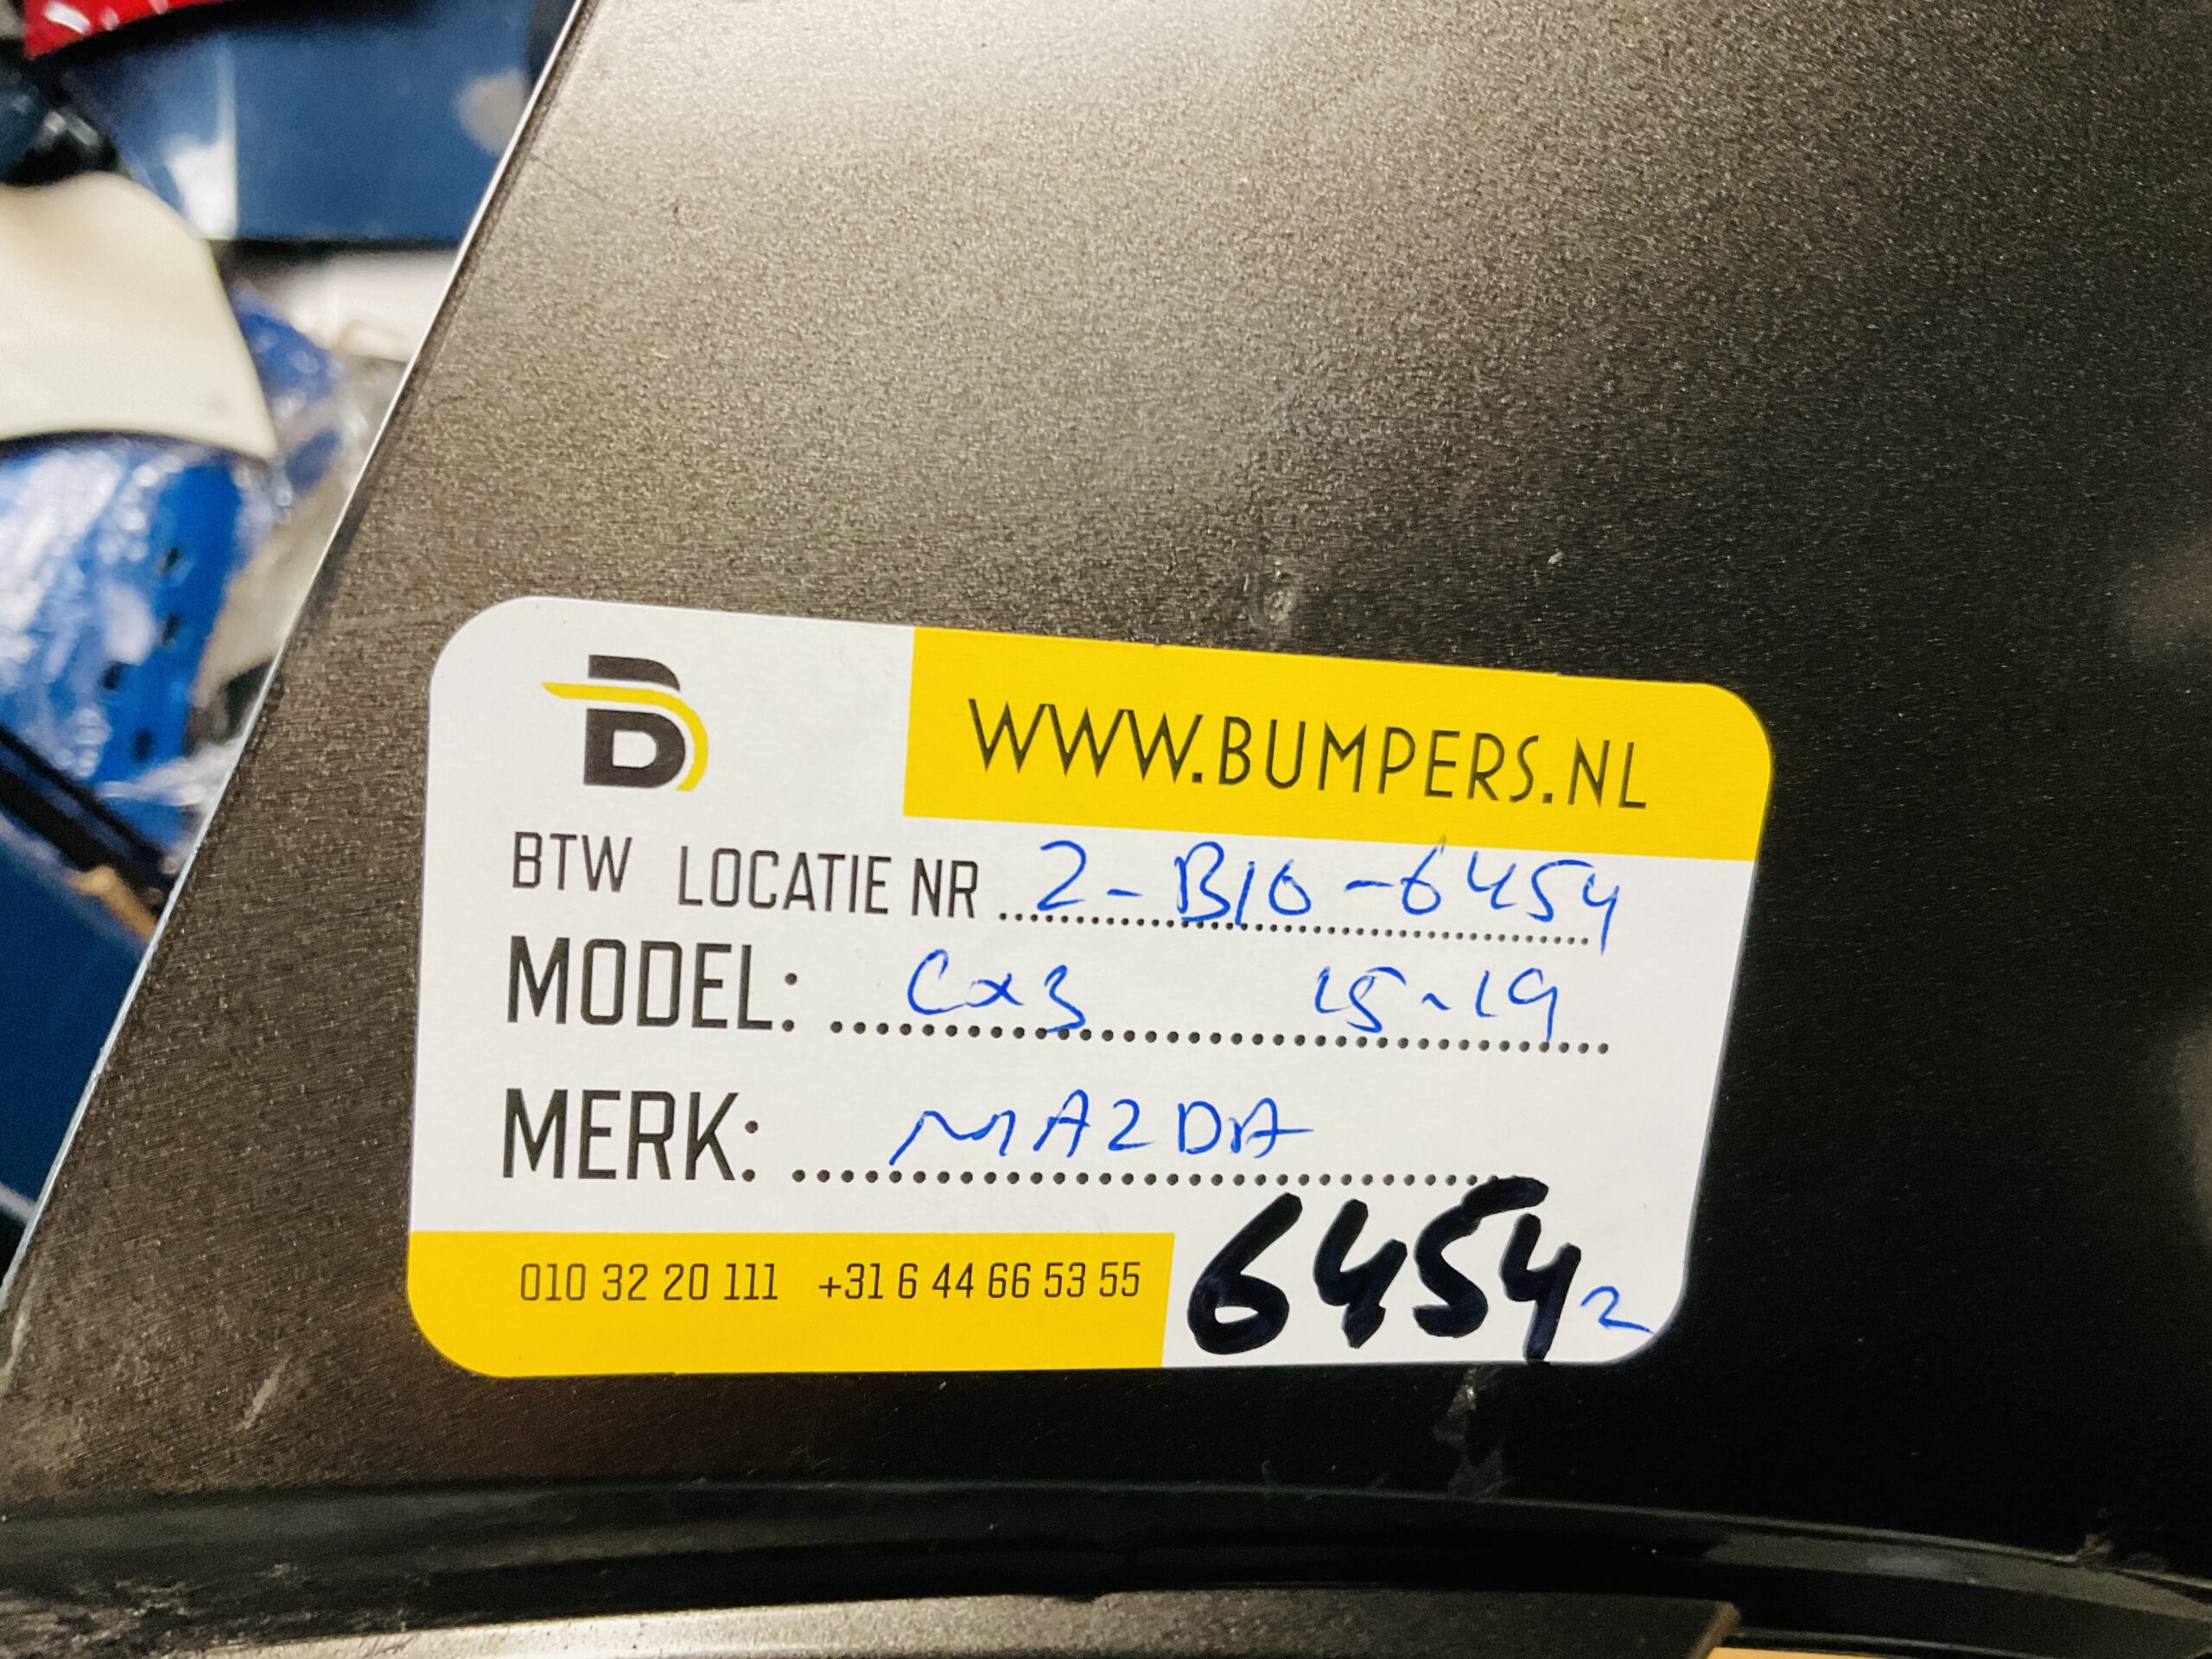 B WWW.BUMPERS.NL
BTW LOCATIE NR 2-B10-6454
MODEL: Cx3 15-19
MERK: MAZDA
010 32 20 111 +31 6 44 66 53 55 6454 2